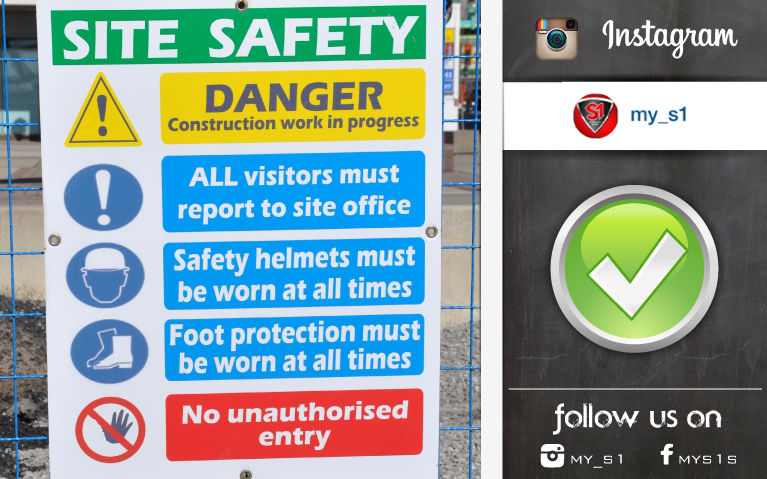 SITE SAFETY
DANGER
Construction work in progress
ALL visitors must
report to site office
Safety helmets must
be worn at all times
Foot protection must
be worn at all times
No unauthorised
entry
Instagram
S1
my_s1
follow us on
MY_S1
f MYS1S